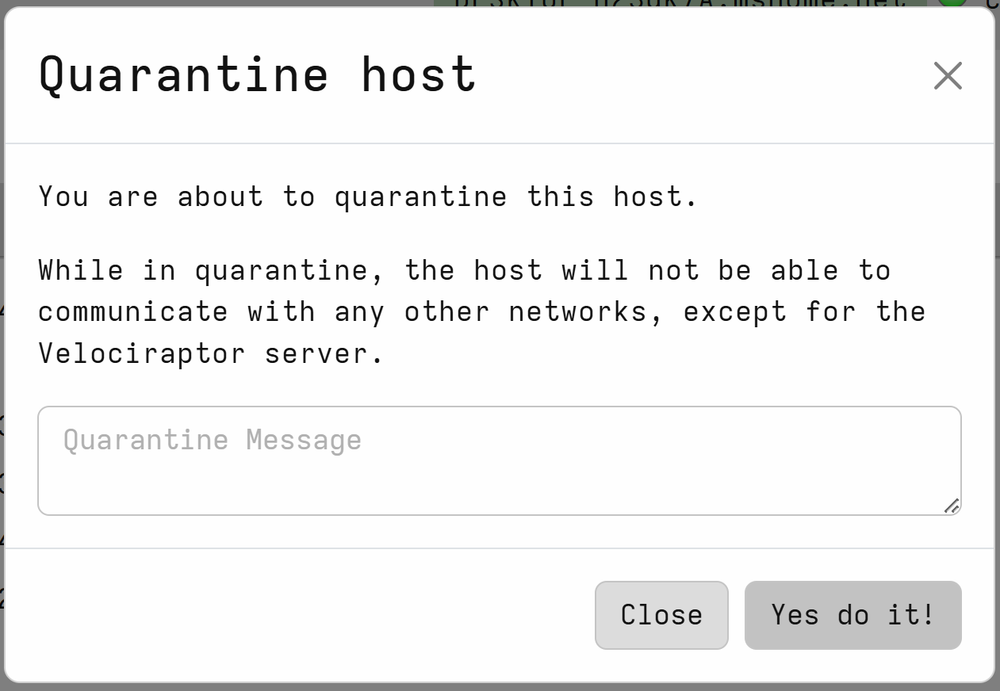 Quarantine host
You are about to quarantine this host.
While in quarantine, the host will not be able to
communicate with any other networks, except for the
Velociraptor server.
Quarantine Message
Close
Yes do it!